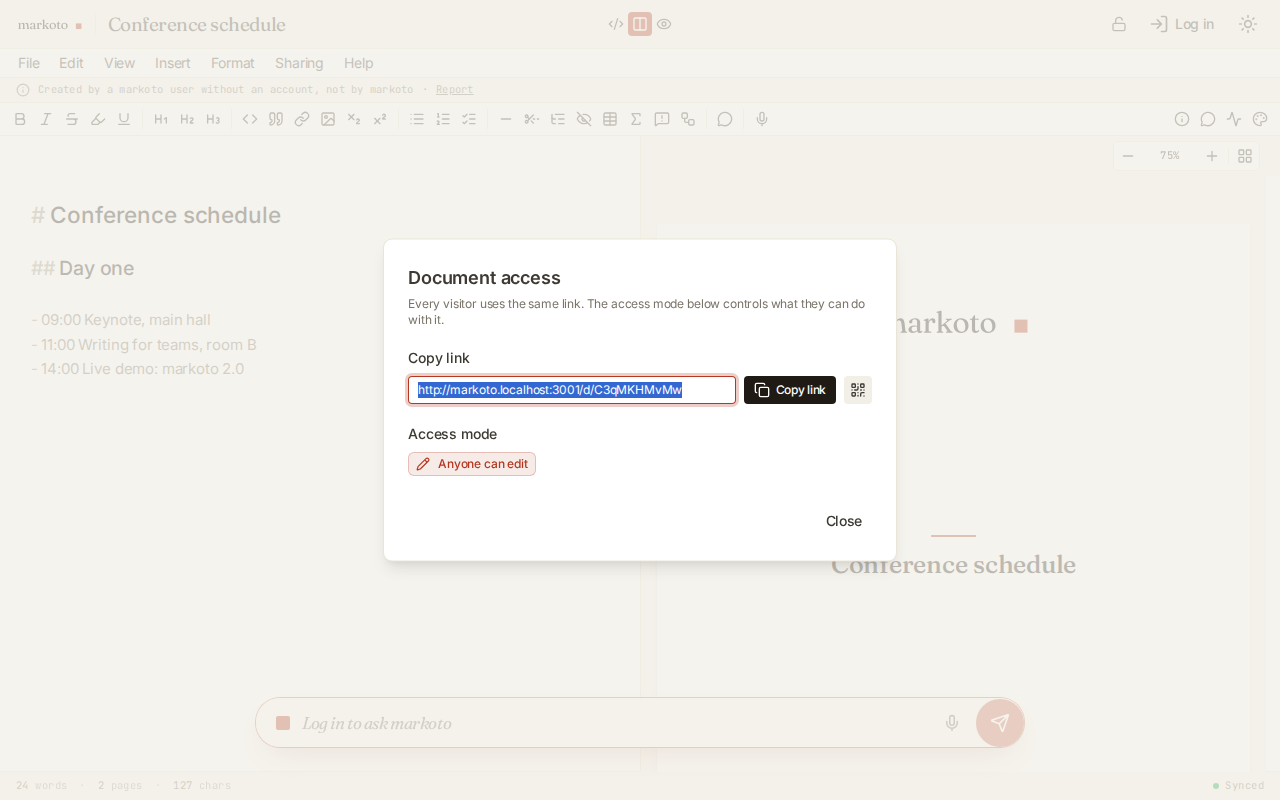 markoto
Conference schedule
Log in
File Edit View Insert Format Sharing Help
Created by a markoto user without an account, not by markoto · Report
H1 H2 H3
75%
# Conference schedule
## Day one
- 09:00 Keynote, main hall
- 11:00 Writing for teams, room B
- 14:00 Live demo: markoto 2.0
Document access
Every visitor uses the same link. The access mode below controls what they can do
with it.
Copy link
http://markoto.localhost:3001/d/C3qMKHMvMw
Copy link
Access mode
Anyone can edit
Close
markoto
Conference schedule
Log in to ask markoto
24 words · 2 pages · 127 chars
Synced